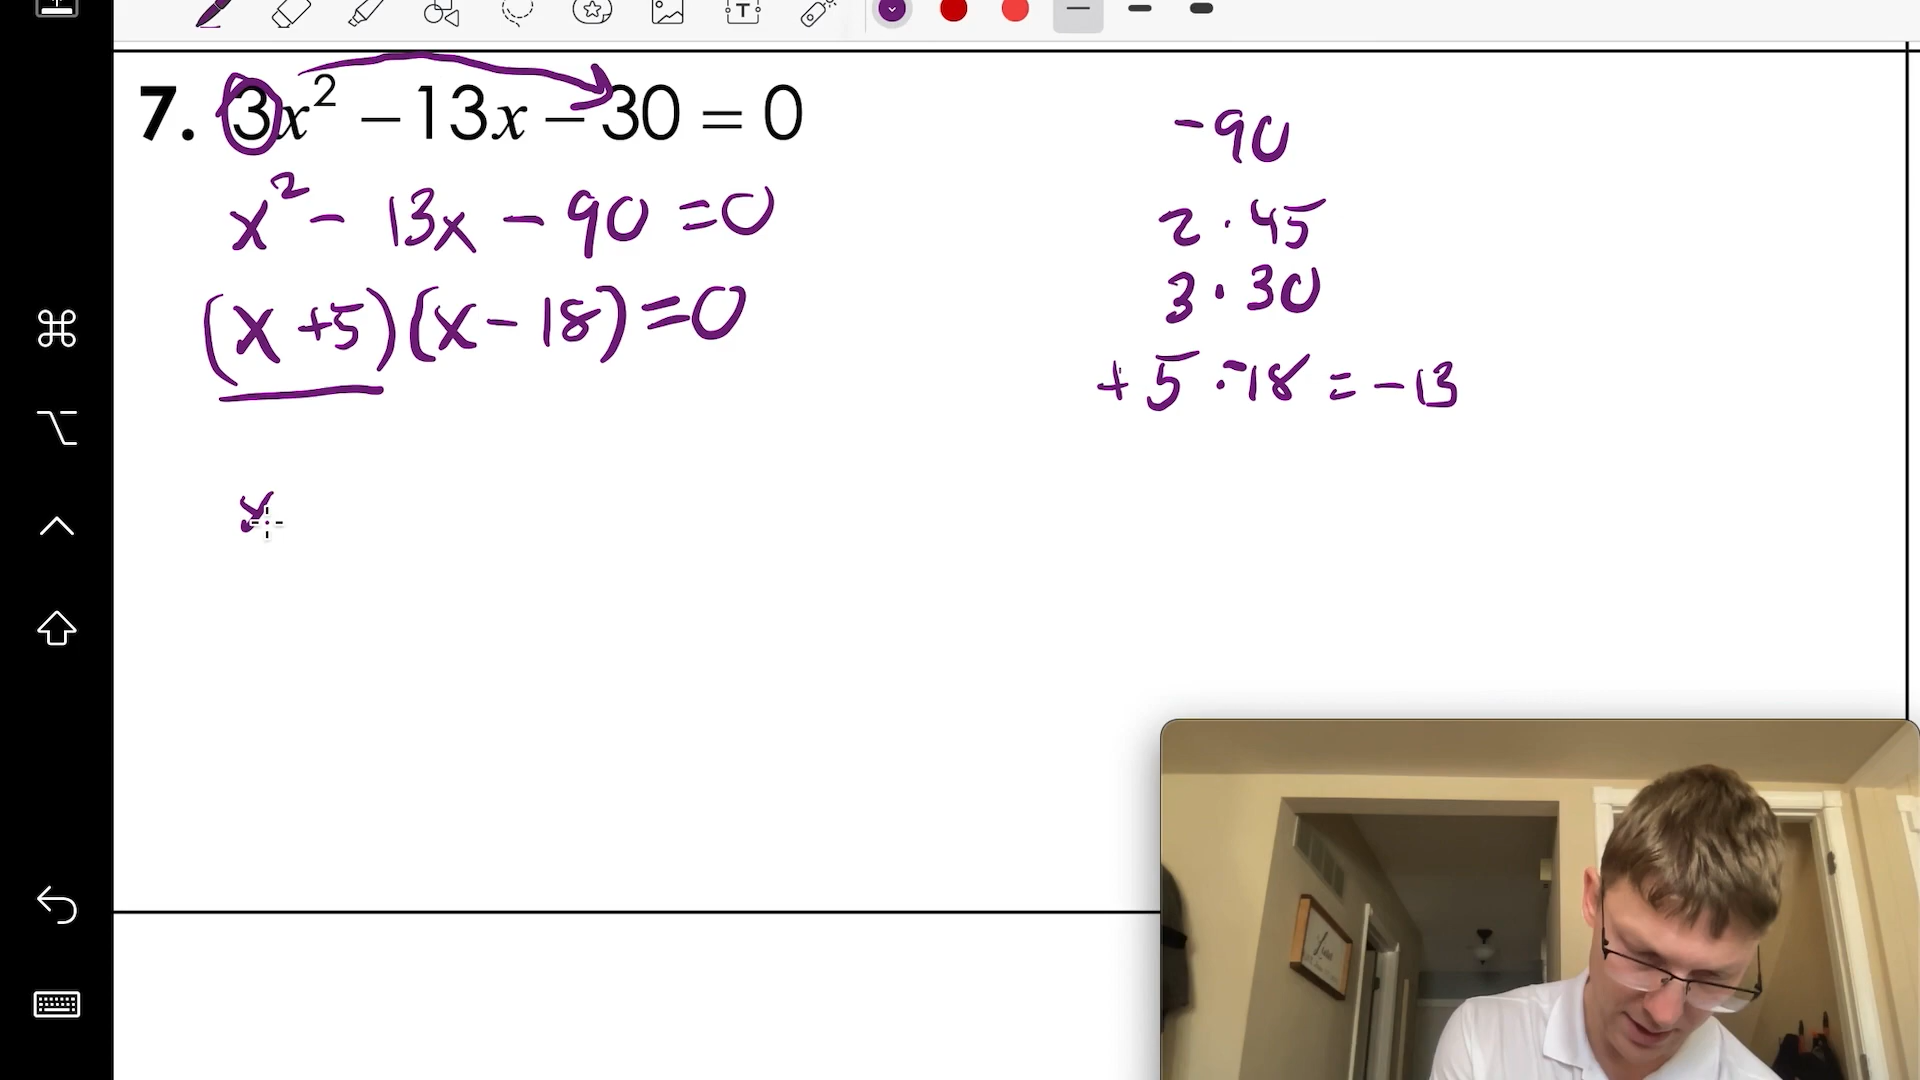 7. 3x² − 13x − 30 = 0
x² − 13x − 90 = 0
(x + 5)(x − 18) = 0
x
-90
2 · 45
3 · 30
+ 5 · -18 = -13
T